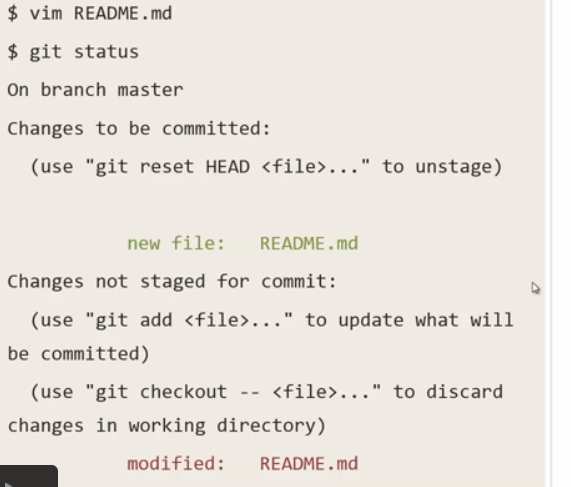 $ vim README.md
$ git status
On branch master
Changes to be committed:
(use "git reset HEAD <file>..." to unstage)
new file: README.md
Changes not staged for commit:
(use "git add <file>..." to update what will
be committed)
(use "git checkout -- <file>..." to discard
changes in working directory)
modified: README.md